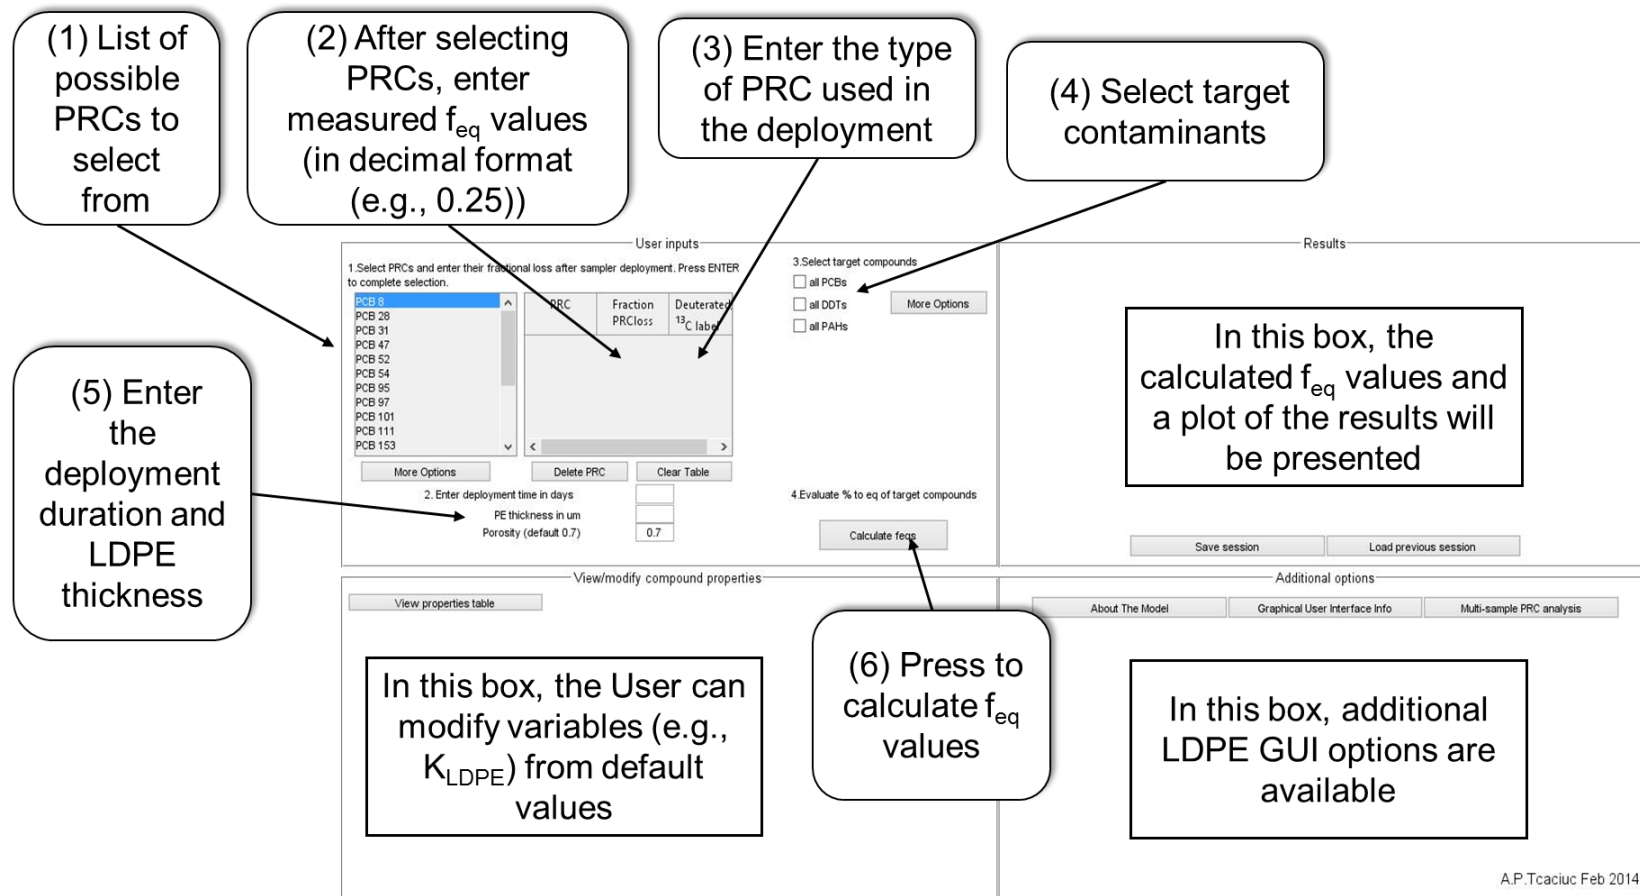 (1) List of
possible
PRCs to
select
from
(2) After selecting
PRCs, enter
measured feq values
(in decimal format
(e.g., 0.25))
(3) Enter the type
of PRC used in
the deployment
(4) Select target
contaminants
User inputs
1.Select PRCs and enter their fractional loss after sampler deployment. Press ENTER
to complete selection.
PCB 8
PCB 28
PCB 31
PCB 47
PCB 52
PCB 54
PCB 95
PCB 97
PCB 101
PCB 111
PCB 153
More Options
PRC
Fraction
PRCloss
Deuterated
13C label
Delete PRC
Clear Table
2. Enter deployment time in days
PE thickness in um
Porosity (default 0.7)
0.7
3.Select target compounds
all PCBs
all DDTs
all PAHs
More Options
4.Evaluate % to eq of target compounds
Calculate feqs
Results
In this box, the
calculated feq values and
a plot of the results will
be presented
Save session
Load previous session
(5) Enter
the
deployment
duration and
LDPE
thickness
View/modify compound properties
View properties table
In this box, the User can
modify variables (e.g.,
KLDPE) from default
values
(6) Press to
calculate feq
values
Additional options
About The Model
Graphical User Interface Info
Multi-sample PRC analysis
In this box, additional
LDPE GUI options are
available
A.P.Tcaciuc Feb 2014